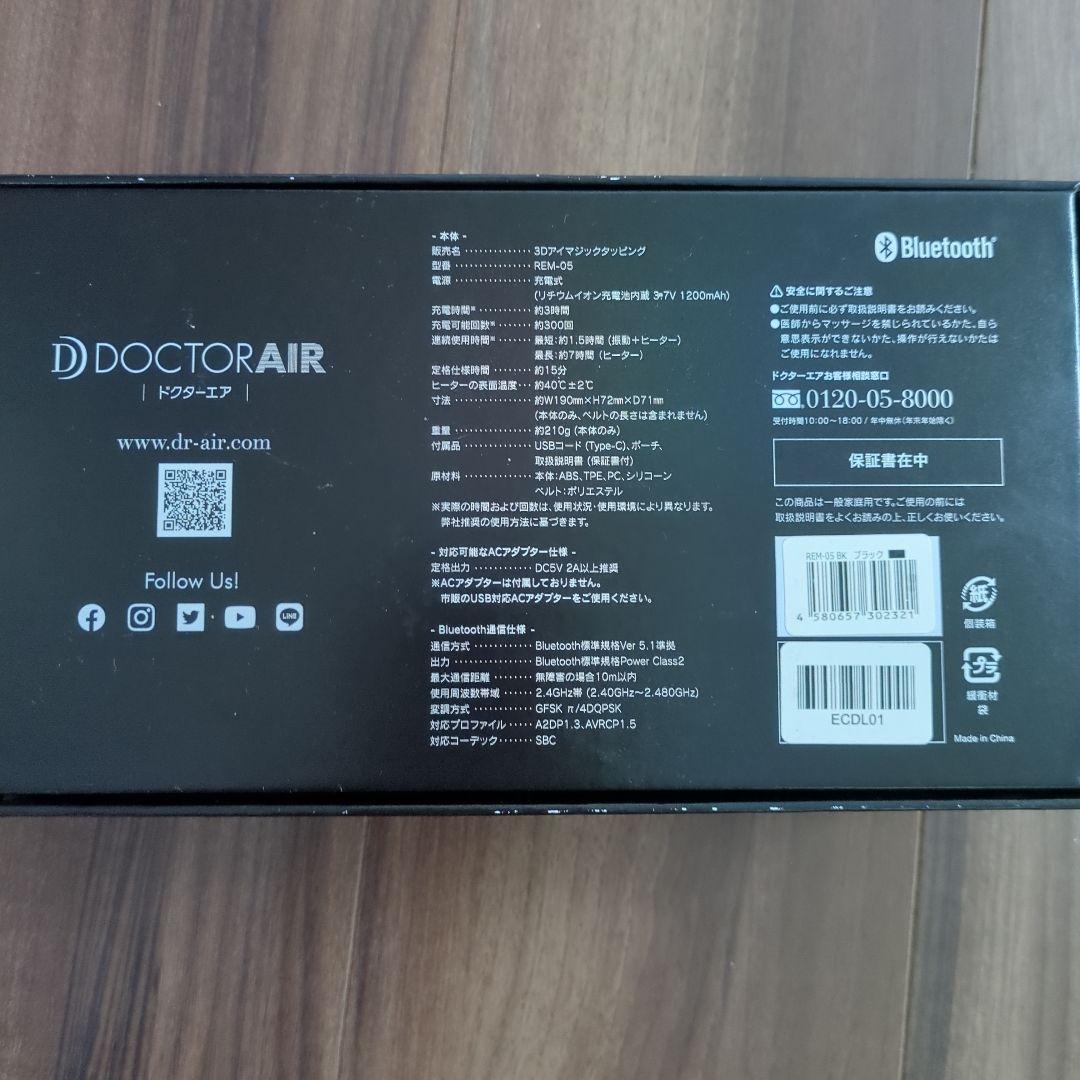 DOCTORAIR
ドクターエア
www.dr-air.com
Follow Us!
LINE
- 本体 -
販売名 ・・・・・・・・・・・・・・ 3Dアイマジックタッピング
型番 ・・・・・・・・・・・・・・・・ REM-05
電源 ・・・・・・・・・・・・・・・・ 充電式
(リチウムイオン充電池内蔵 7V 1200mAh)
充電時間※ ・・・・・・・・・・・・ 約3時間
充電可能回数※ ・・・・・・・・ 約300回
連続使用時間※ ・・・・・・・・ 最短:約1.5時間 (振動+ヒーター)
最長:約7時間 (ヒーター)
定格仕様時間 ・・・・・・・・・ 約15分
ヒーターの表面温度・・・ 約40℃±2℃
寸法 ・・・・・・・・・・・・・・・・ 約W190mm×H72mm×D71mm
(本体のみ、ベルトの長さは含まれません)
重量 ・・・・・・・・・・・・・・・・ 約210g (本体のみ)
付属品 ・・・・・・・・・・・・・・ USBコード (Type-C)、ポーチ、
取扱説明書 (保証書付)
原材料 ・・・・・・・・・・・・・・ 本体:ABS、TPE、PC、シリコーン
ベルト:ポリエステル
※実際の時間および回数は、使用状況・使用環境により異なります。
弊社推奨の使用方法に基づきます。
- 対応可能なACアダプター仕様 -
定格出力 ・・・・・・・・・・・・ DC5V 2A以上推奨
※ACアダプターは付属しておりません。
市販のUSB対応ACアダプターをご使用ください。
- Bluetooth通信仕様 -
通信方式 ・・・・・・・・・・・・ Bluetooth標準規格Ver 5.1準拠
出力 ・・・・・・・・・・・・・・・・ Bluetooth標準規格Power Class2
最大通信距離 ・・・・・・・・ 無障害の場合10m以内
使用周波数帯域 ・・・・・・ 2.4GHz帯 (2.40GHz〜2.480GHz)
変調方式 ・・・・・・・・・・・・ GFSK π/4DQPSK
対応プロファイル ・・・・・ A2DP1.3、AVRCP1.5
対応コーデック・・・・・・・ SBC
Bluetooth®
⚠ 安全に関するご注意
●ご使用前に必ず取扱説明書をお読みください。
●医師からマッサージを禁じられているかた、自ら
意思表示ができないかた、操作が行えないかたは
ご使用になれません。
ドクターエアお客様相談窓口
0120-05-8000
受付時間10:00〜18:00 / 年中無休(年末年始除く)
保証書在中
この商品は一般家庭用です。ご使用の前には
取扱説明書をよくお読みの上、正しくお使いください。
REM-05 BK ブラック
4 580657 302321
ECDL01
紙
個装箱
プラ
緩衝材
袋
Made in China